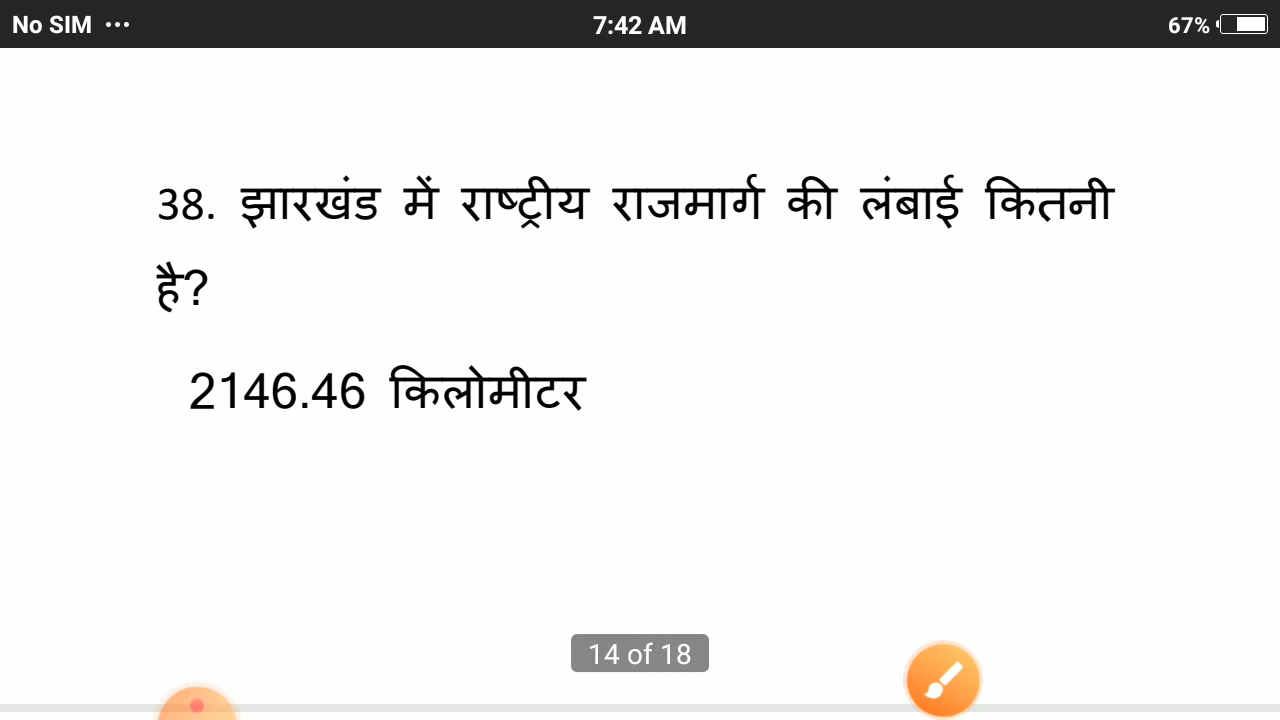 No SIM ••• 7:42 AM 67%
38. झारखंड में राष्ट्रीय राजमार्ग की लंबाई कितनी
है?
2146.46 किलोमीटर
14 of 18